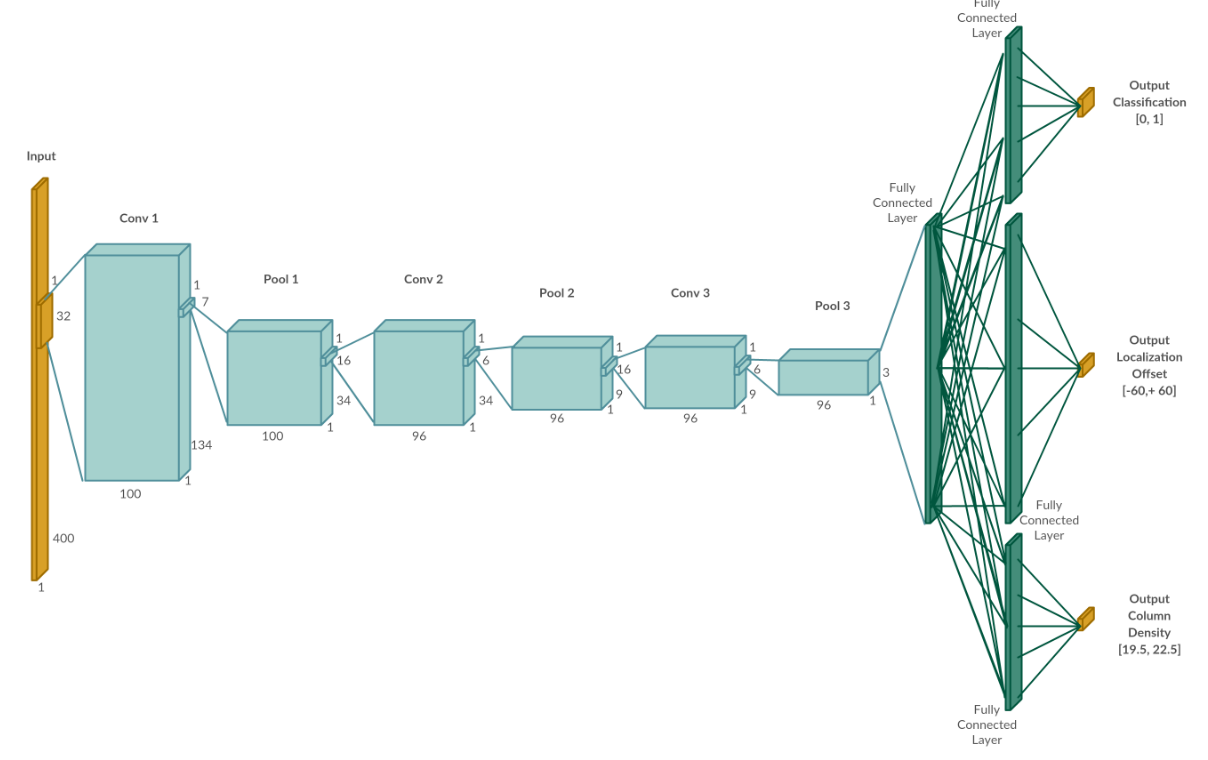 Input
1
32
400
1
Conv 1
1
7
134
1
100
Pool 1
1
16
34
1
100
Conv 2
1
6
34
1
96
Pool 2
1
16
9
1
96
Conv 3
1
6
9
1
96
Pool 3
3
1
96
Fully
Connected
Layer
Fully
Connected
Layer
Output
Classification
[0, 1]
Output
Localization
Offset
[-60,+ 60]
Fully
Connected
Layer
Output
Column
Density
[19.5, 22.5]
Fully
Connected
Layer